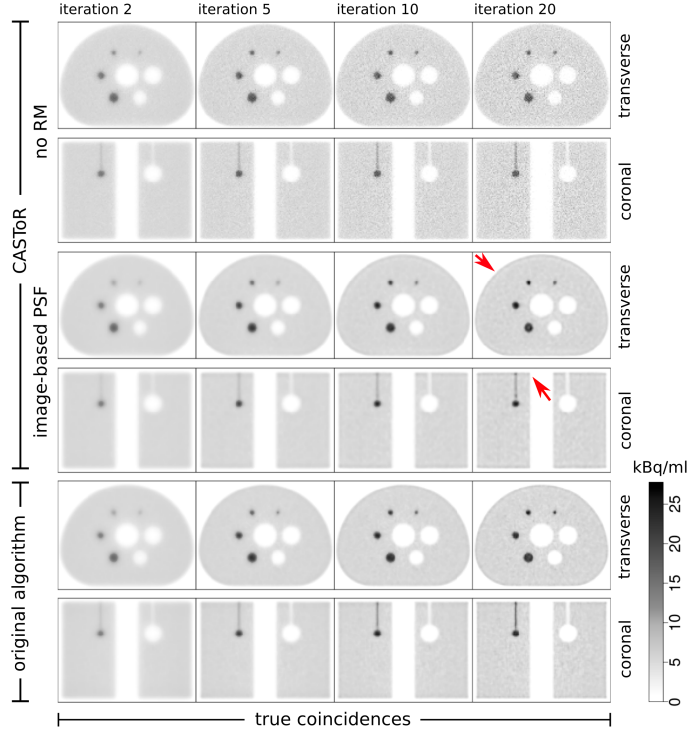 iteration 2
iteration 5
iteration 10
iteration 20
CASToR
no RM
transverse
coronal
image-based PSF
transverse
coronal
original algorithm
transverse
coronal
kBq/ml
25
20
15
10
5
0
true coincidences